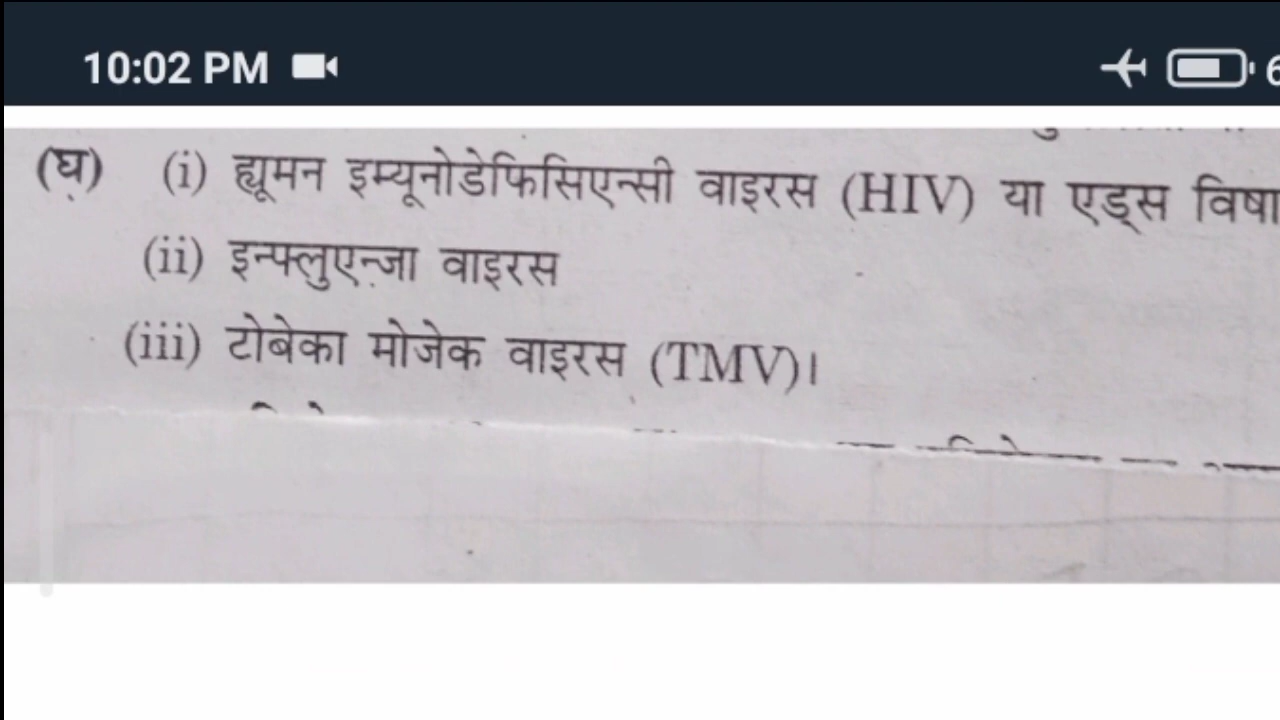 10:02 PM
(घ) (i) ह्यूमन इम्यूनोडेफिसिएन्सी वाइरस (HIV) या एड्स
(ii) इन्फ्लुएन्जा वाइरस
(iii) टोबेका मोजेक वाइरस (TMV)।